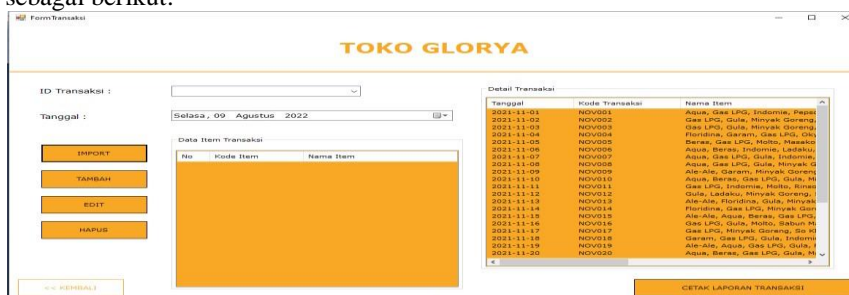 sebagai berikut.
FormTransaksi
TOKO GLORYA
ID Transaksi :
Tanggal :
Selasa, 09 Agustus 2022
IMPORT
TAMBAH
EDIT
HAPUS
<< KEMBALI
Data Item Transaksi
No Kode Item Nama Item
Detail Transaksi
Tanggal Kode Transaksi Nama Item
2021-11-01 NOV001 Aqua, Gas LPG, Indomie, Pepso
2021-11-02 NOV002 Gas LPG, Gula, Minyak Goreng,
2021-11-03 NOV003 Gas LPG, Gula, Minyak Goreng,
2021-11-04 NOV004 Floridina, Garam, Gas LPG, Oky
2021-11-05 NOV005 Beras, Gas LPG, Molto, Masako
2021-11-06 NOV006 Aqua, Beras, Indomie, Ladaku,
2021-11-07 NOV007 Aqua, Gas LPG, Gula, Indomie,
2021-11-08 NOV008 Aqua, Gas LPG, Gula, Minyak G
2021-11-09 NOV009 Ale-Ale, Garam, Minyak Goreng
2021-11-10 NOV010 Aqua, Beras, Gas LPG, Gula, Mi
2021-11-11 NOV011 Gas LPG, Indomie, Molto, Rinso
2021-11-12 NOV012 Gula, Ladaku, Minyak Goreng,
2021-11-13 NOV013 Ale-Ale, Floridina, Gula, Minyak
2021-11-14 NOV014 Floridina, Gas LPG, Minyak Gor
2021-11-15 NOV015 Ale-Ale, Aqua, Beras, Gas LPG,
2021-11-16 NOV016 Gas LPG, Gula, Molto, Sabun M
2021-11-17 NOV017 Gas LPG, Minyak Goreng, So Kl
2021-11-18 NOV018 Garam, Gas LPG, Gula, Indomi
2021-11-19 NOV019 Ale-Ale, Aqua, Gas LPG, Gula,
2021-11-20 NOV020 Aqua, Beras, Gas LPG, Gula, Mi
CETAK LAPORAN TRANSAKSI